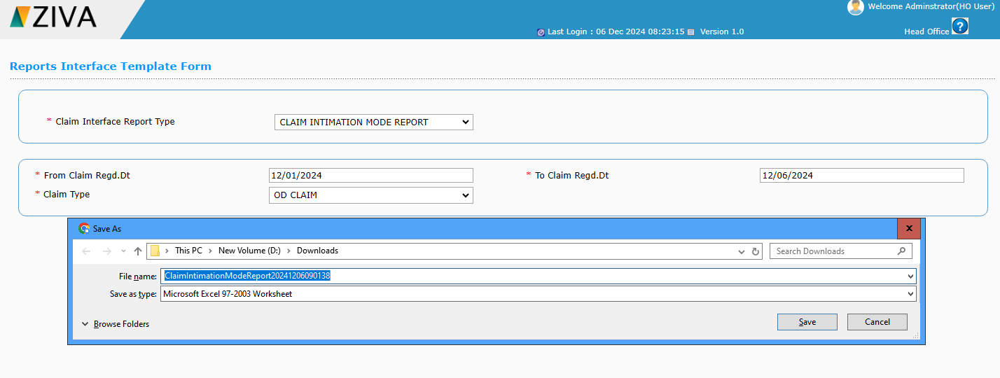 ZIVA
Welcome Adminstrator(HO User)
Last Login : 06 Dec 2024 08:23:15 Version 1.0
Head Office ?
Reports Interface Template Form
* Claim Interface Report Type CLAIM INTIMATION MODE REPORT
* From Claim Regd.Dt 12/01/2024 * To Claim Regd.Dt 12/06/2024
* Claim Type OD CLAIM
Save As x
This PC > New Volume (D:) > Downloads Search Downloads
File name: ClaimIntimationModeReport20241206090138
Save as type: Microsoft Excel 97-2003 Worksheet
Browse Folders Save Cancel